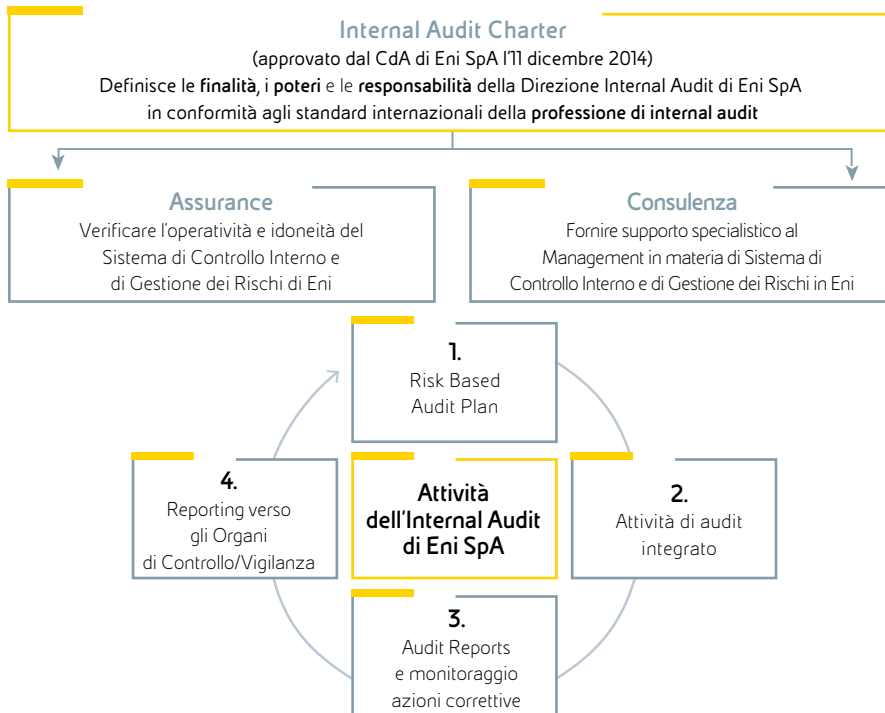 Internal Audit Charter
(approvato dal CdA di Eni SpA l'11 dicembre 2014)
Definisce le finalità, i poteri e le responsabilità della Direzione Internal Audit di Eni SpA
in conformità agli standard internazionali della professione di internal audit
Assurance
Verificare l'operatività e idoneità del
Sistema di Controllo Interno e
di Gestione dei Rischi di Eni
Consulenza
Fornire supporto specialistico al
Management in materia di Sistema di
Controllo Interno e di Gestione dei Rischi in Eni
1.
Risk Based
Audit Plan
2.
Attività di audit
integrato
3.
Audit Reports
e monitoraggio
azioni correttive
4.
Reporting verso
gli Organi
di Controllo/Vigilanza
Attività
dell'Internal Audit
di Eni SpA